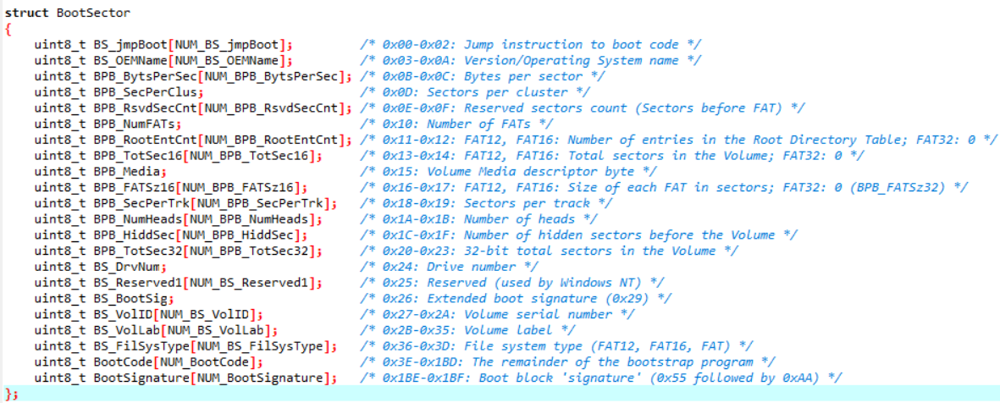 struct BootSector
{
    uint8_t BS_jmpBoot[NUM_BS_jmpBoot];         /* 0x00-0x02: Jump instruction to boot code */
    uint8_t BS_OEMName[NUM_BS_OEMName];         /* 0x03-0x0A: Version/Operating System name */
    uint8_t BPB_BytsPerSec[NUM_BPB_BytsPerSec]; /* 0x0B-0x0C: Bytes per sector */
    uint8_t BPB_SecPerClus;                     /* 0x0D: Sectors per cluster */
    uint8_t BPB_RsvdSecCnt[NUM_BPB_RsvdSecCnt]; /* 0x0E-0x0F: Reserved sectors count (Sectors before FAT) */
    uint8_t BPB_NumFATs;                        /* 0x10: Number of FATs */
    uint8_t BPB_RootEntCnt[NUM_BPB_RootEntCnt]; /* 0x11-0x12: FAT12, FAT16: Number of entries in the Root Directory Table; FAT32: 0 */
    uint8_t BPB_TotSec16[NUM_BPB_TotSec16];     /* 0x13-0x14: FAT12, FAT16: Total sectors in the Volume; FAT32: 0 */
    uint8_t BPB_Media;                          /* 0x15: Volume Media descriptor byte */
    uint8_t BPB_FATSz16[NUM_BPB_FATSz16];       /* 0x16-0x17: FAT12, FAT16: Size of each FAT in sectors; FAT32: 0 (BPB_FATSz32) */
    uint8_t BPB_SecPerTrk[NUM_BPB_SecPerTrk];   /* 0x18-0x19: Sectors per track */
    uint8_t BPB_NumHeads[NUM_BPB_NumHeads];     /* 0x1A-0x1B: Number of heads */
    uint8_t BPB_HiddSec[NUM_BPB_HiddSec];       /* 0x1C-0x1F: Number of hidden sectors before the Volume */
    uint8_t BPB_TotSec32[NUM_BPB_TotSec32];     /* 0x20-0x23: 32-bit total sectors in the Volume */
    uint8_t BS_DrvNum;                          /* 0x24: Drive number */
    uint8_t BS_Reserved1[NUM_BS_Reserved1];     /* 0x25: Reserved (used by Windows NT) */
    uint8_t BS_BootSig;                         /* 0x26: Extended boot signature (0x29) */
    uint8_t BS_VolID[NUM_BS_VolID];             /* 0x27-0x2A: Volume serial number */
    uint8_t BS_VolLab[NUM_BS_VolLab];           /* 0x2B-0x35: Volume label */
    uint8_t BS_FilSysType[NUM_BS_FilSysType];   /* 0x36-0x3D: File system type (FAT12, FAT16, FAT) */
    uint8_t BootCode[NUM_BootCode];             /* 0x3E-0x1BD: The remainder of the bootstrap program */
    uint8_t BootSignature[NUM_BootSignature];   /* 0x1BE-0x1BF: Boot block 'signature' (0x55 followed by 0xAA) */
};